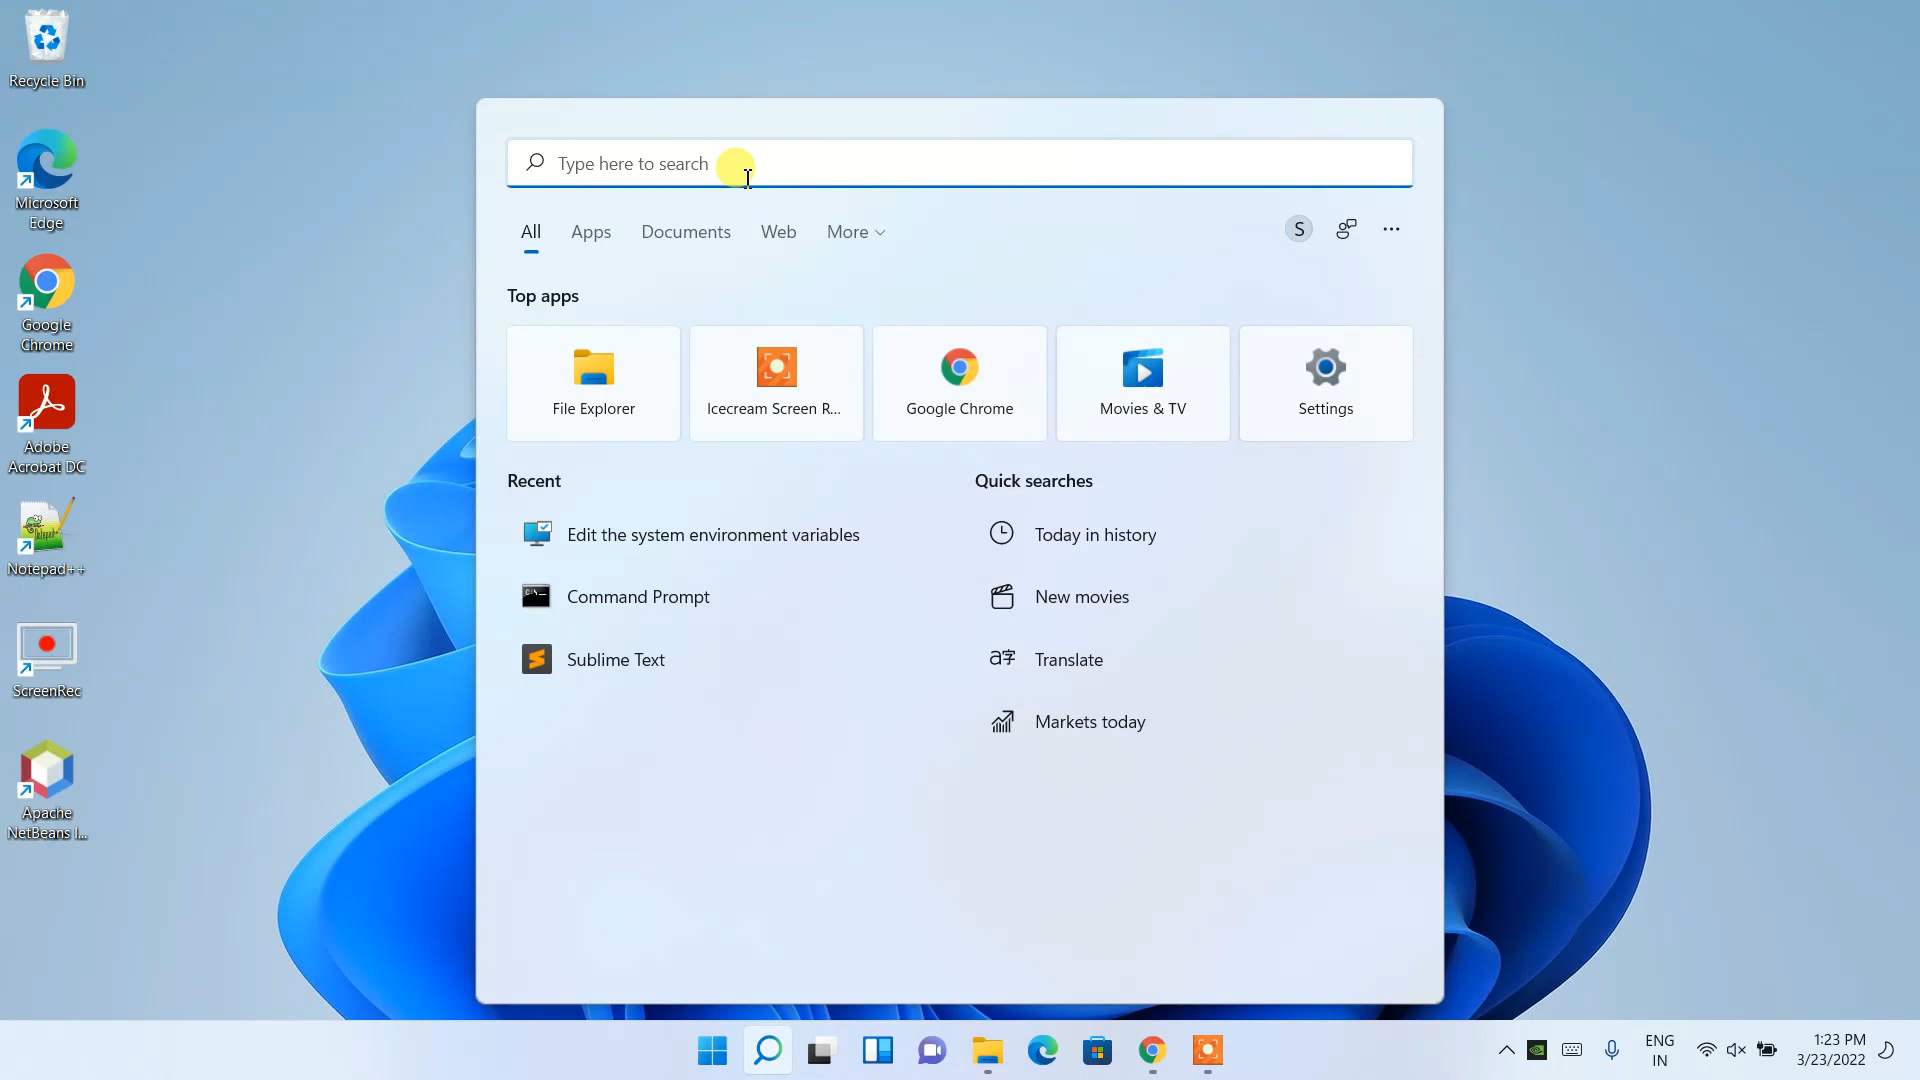 Recycle Bin
Microsoft
Edge
Google
Chrome
Adobe
Acrobat DC
Notepad++
ScreenRec
Apache
NetBeans I...
Type here to search
All
Apps
Documents
Web
More
S
Top apps
File Explorer
Icecream Screen R...
Google Chrome
Movies & TV
Settings
Recent
Edit the system environment variables
Command Prompt
Sublime Text
Quick searches
Today in history
New movies
Translate
Markets today
ENG
IN
1:23 PM
3/23/2022